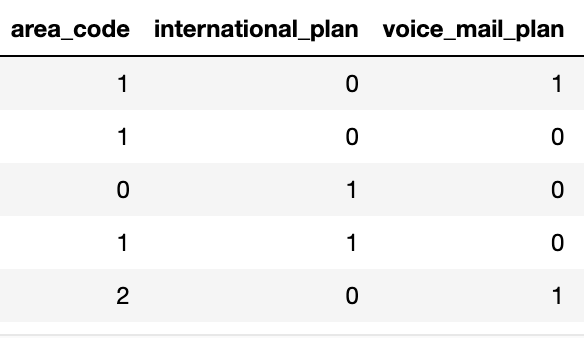 area_code international_plan voice_mail_plan
1 0 1
1 0 0
0 1 0
1 1 0
2 0 1